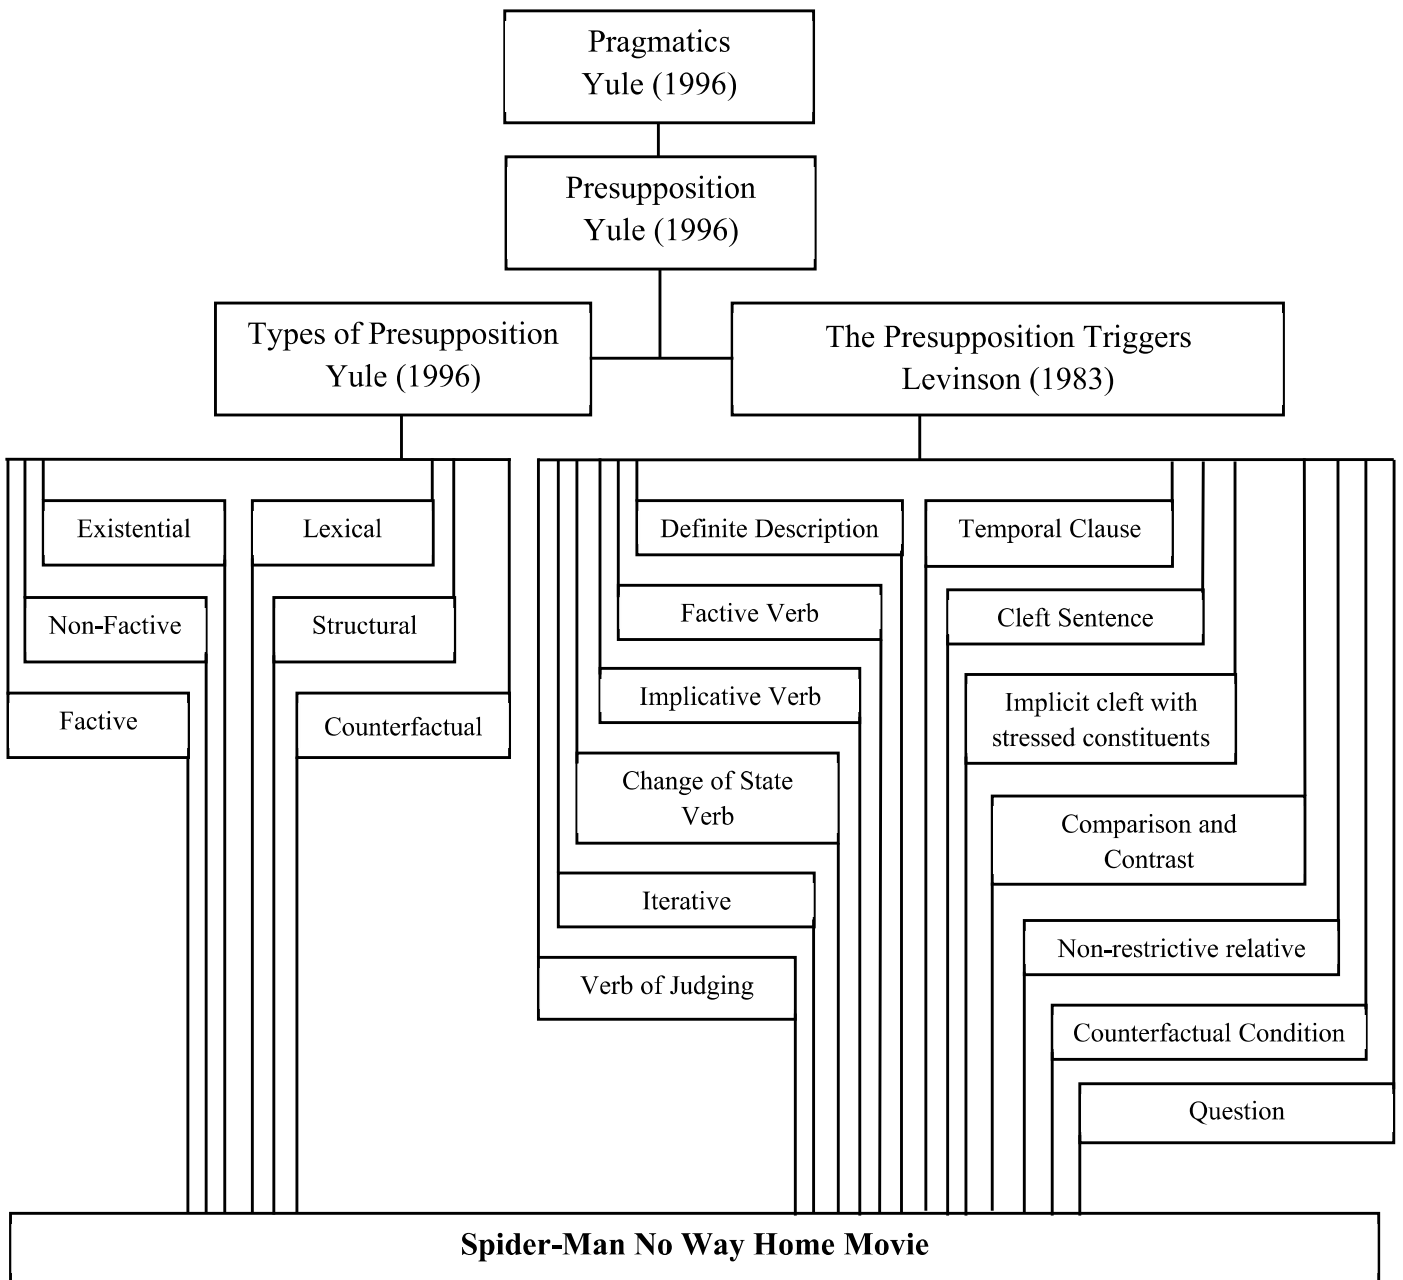 Pragmatics
Yule (1996)
Presupposition
Yule (1996)
Types of Presupposition
Yule (1996)
The Presupposition Triggers
Levinson (1983)
Existential
Non-Factive
Factive
Lexical
Structural
Counterfactual
Definite Description
Factive Verb
Implicative Verb
Change of State
Verb
Iterative
Verb of Judging
Temporal Clause
Cleft Sentence
Implicit cleft with
stressed constituents
Comparison and
Contrast
Non-restrictive relative
Counterfactual Condition
Question
Spider-Man No Way Home Movie